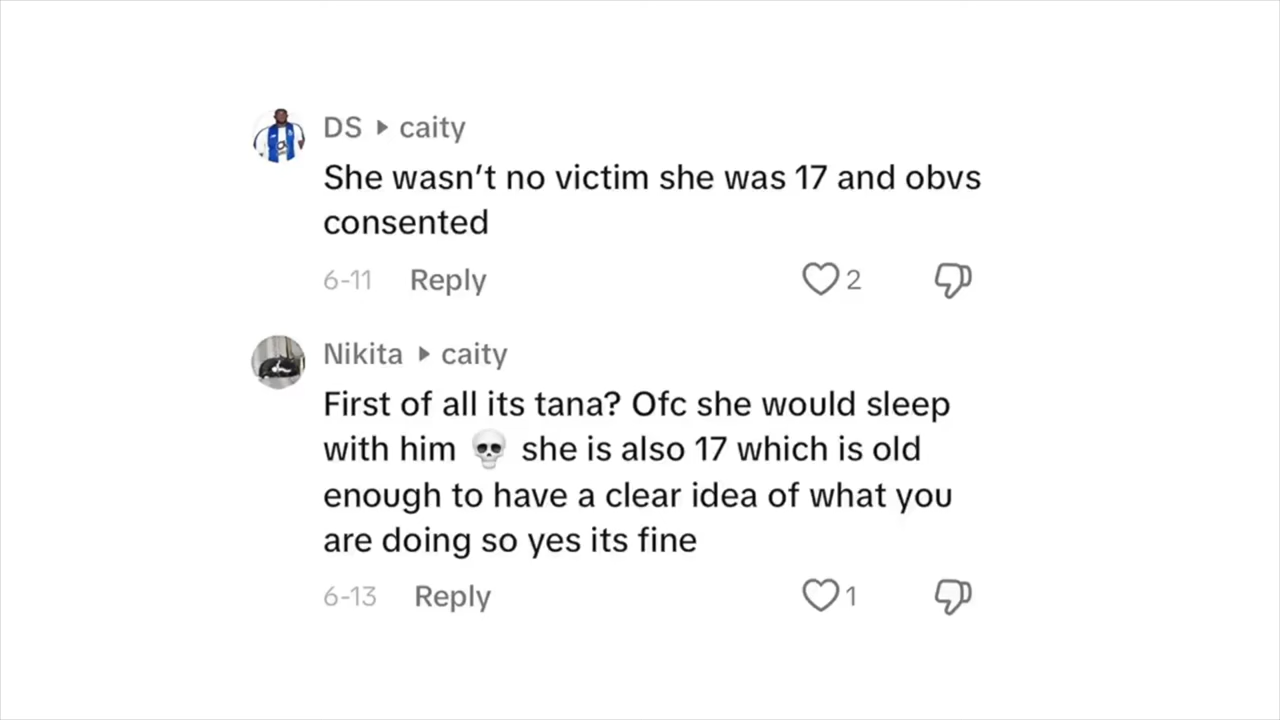 DS ▸ caity
She wasn’t no victim she was 17 and obvs
consented
6-11 Reply 2
Nikita ▸ caity
First of all its tana? Ofc she would sleep
with him 💀 she is also 17 which is old
enough to have a clear idea of what you
are doing so yes its fine
6-13 Reply 1